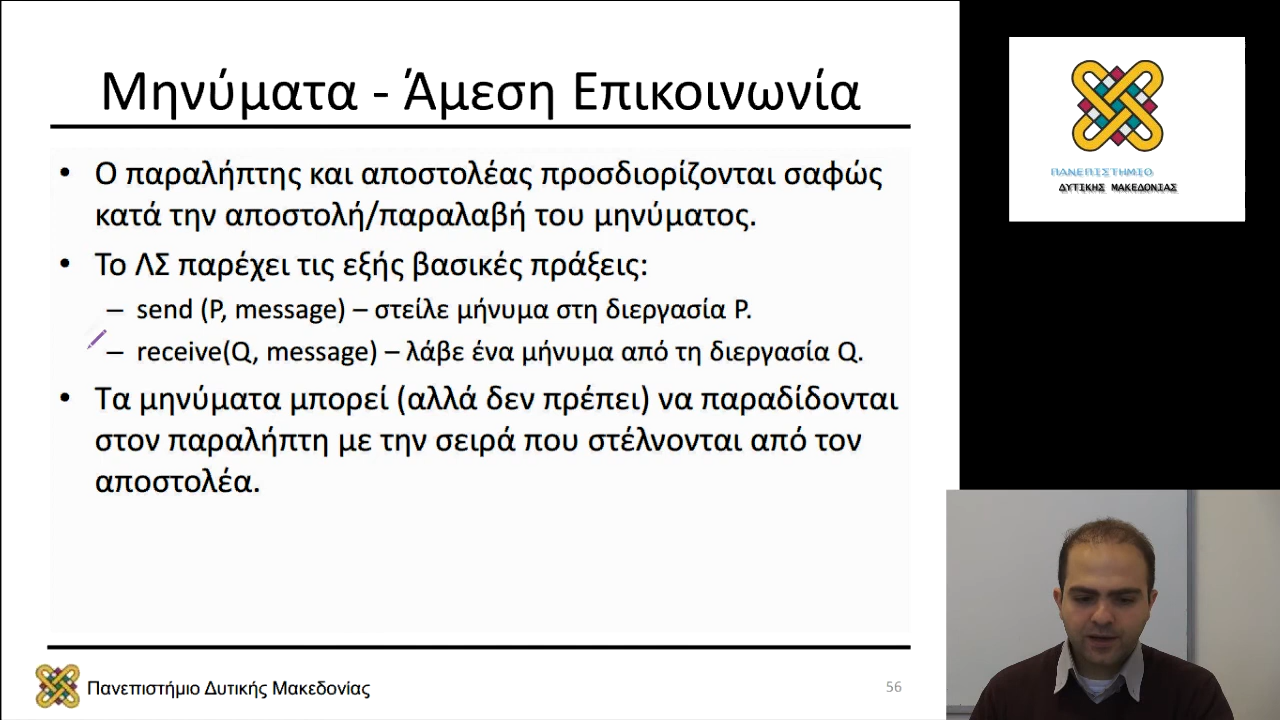 Μηνύματα - Άμεση Επικοινωνία
• Ο παραλήπτης και αποστολέας προσδιορίζονται σαφώς
κατά την αποστολή/παραλαβή του μηνύματος.
• Το ΛΣ παρέχει τις εξής βασικές πράξεις:
– send (P, message) – στείλε μήνυμα στη διεργασία P.
– receive(Q, message) – λάβε ένα μήνυμα από τη διεργασία Q.
• Τα μηνύματα μπορεί (αλλά δεν πρέπει) να παραδίδονται
στον παραλήπτη με την σειρά που στέλνονται από τον
αποστολέα.
Πανεπιστήμιο Δυτικής Μακεδονίας
56
ΠΑΝΕΠΙΣΤΗΜΙΟ
ΔΥΤΙΚΗΣ ΜΑΚΕΔΟΝΙΑΣ